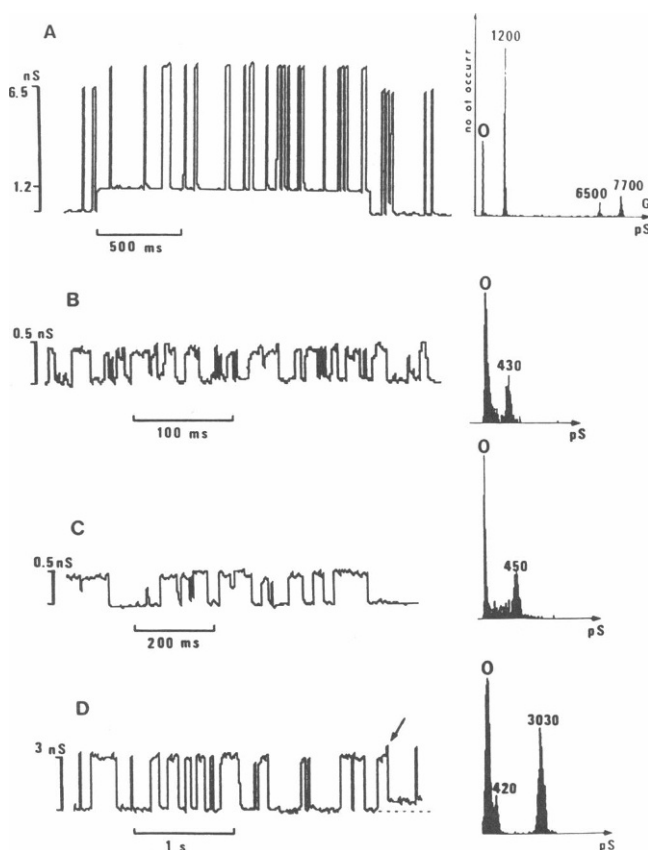 A
nS
6.5
1.2
500 ms
no of occurr
O
1200
6500
7700
G
pS
B
0.5 nS
100 ms
O
430
pS
C
0.5 nS
200 ms
O
450
pS
D
3 nS
1 s
O
420
3030
pS